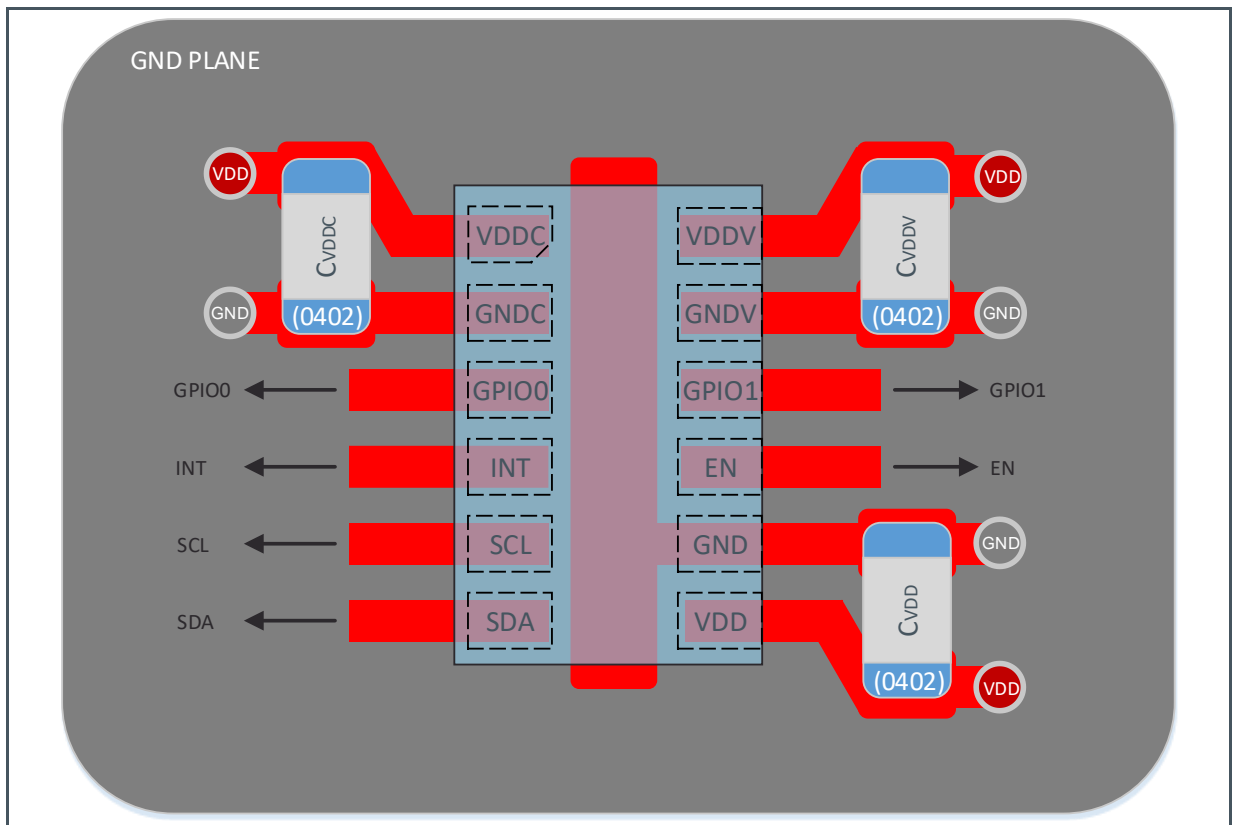 GND PLANE
VDD
CVDDC
(0402)
GND
VDDC
GNDC
GPIO0
INT
SCL
SDA
VDDV
GNDV
GPIO1
EN
GND
VDD
VDD
CVDDV
(0402)
GND
GPIO0
INT
SCL
SDA
GPIO1
EN
GND
CVDD
(0402)
VDD